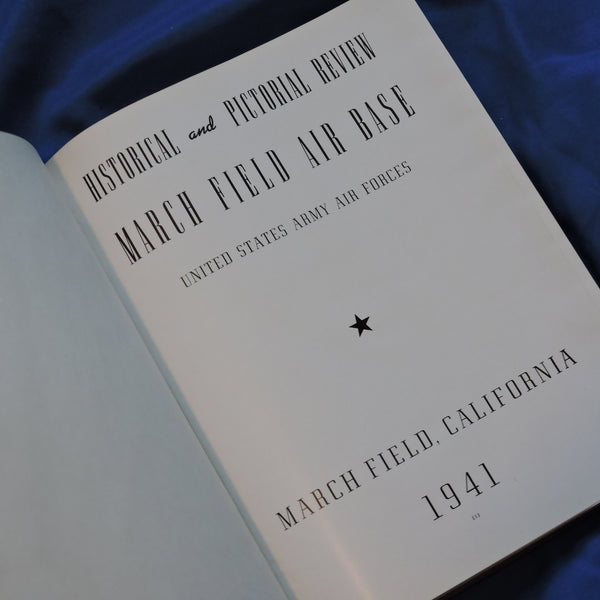 HISTORICAL and PICTORIAL REVIEW
MARCH FIELD AIR BASE
UNITED STATES ARMY AIR FORCES
MARCH FIELD, CALIFORNIA
1941